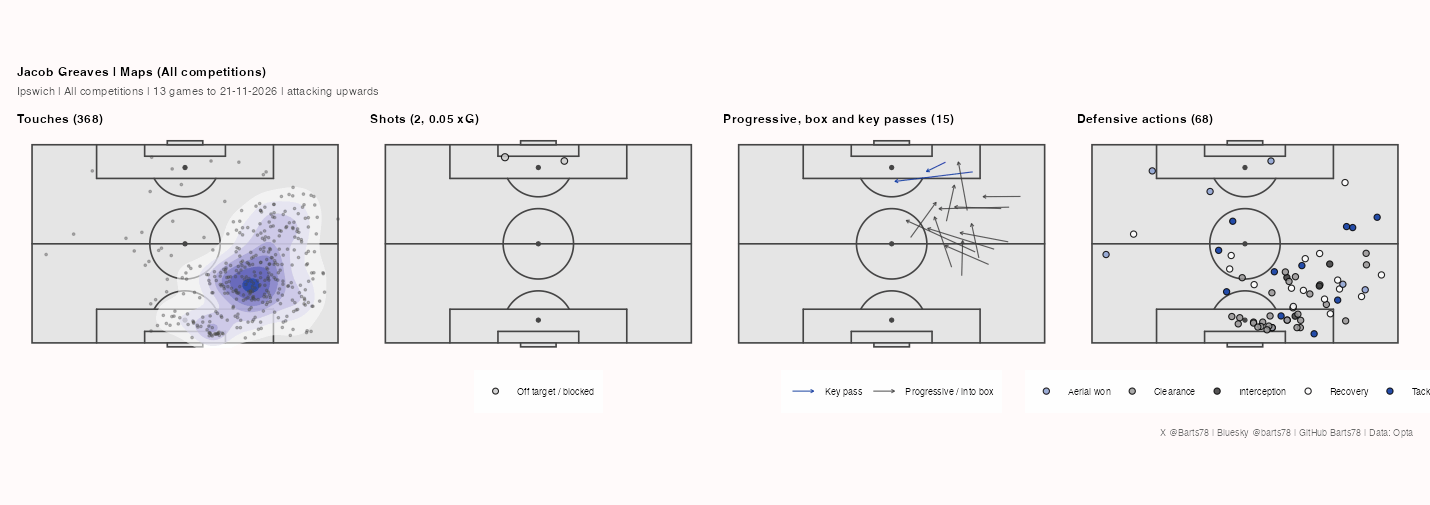 Jacob Greaves | Maps (All competitions)
Ipswich | All competitions | 13 games to 21-11-2026 | attacking upwards
Touches (368)
Shots (2, 0.05 xG)
Progressive, box and key passes (15)
Defensive actions (68)
Off target / blocked
Key pass
Progressive / into box
Aerial won
Clearance
Interception
Recovery
Tack
X @Barts78 | Bluesky @barts78 | GitHub Barts78 | Data: Opta